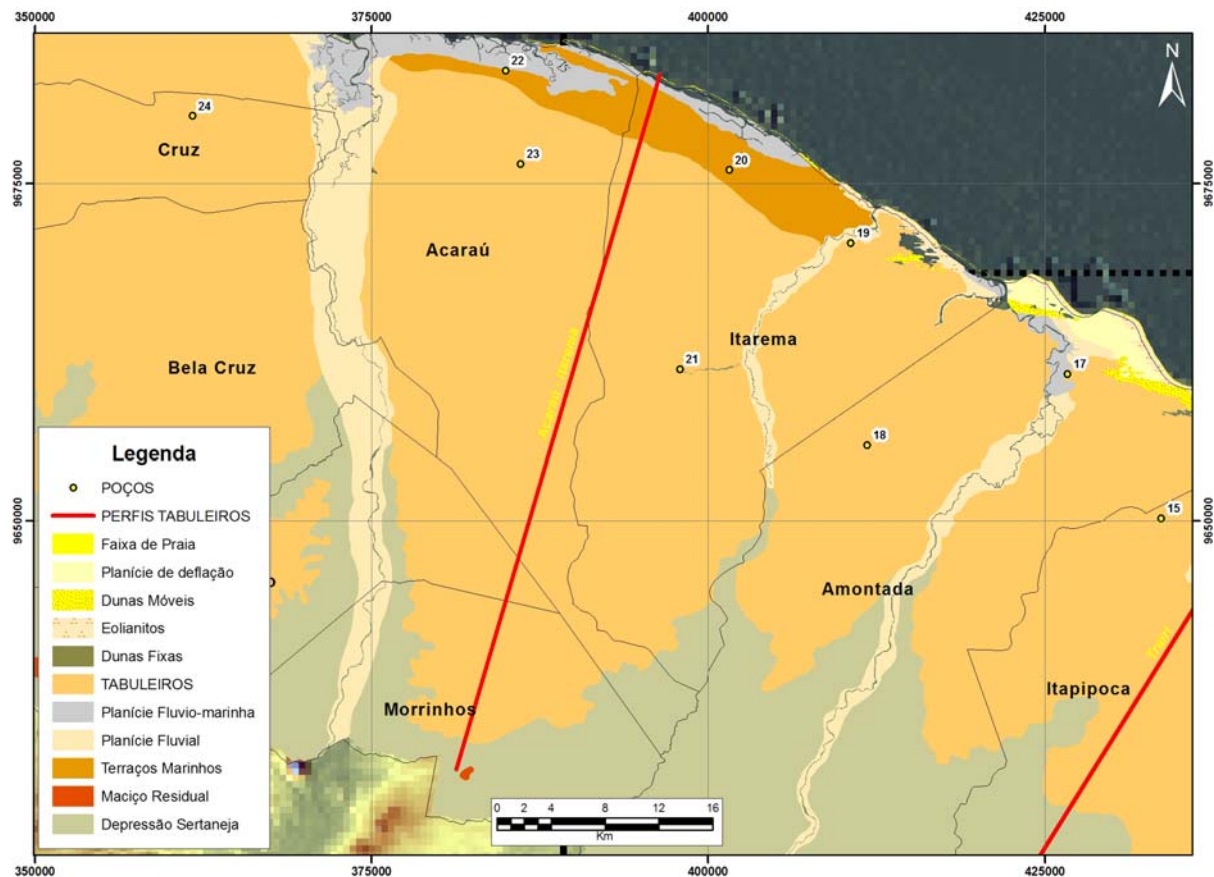 350000 375000 400000 425000
N
22
24
Cruz
23
20
9675000 9675000
19
Acaraú
Itarema
21
17
Bela Cruz
18
15
9650000 9650000
Amontada
Itapipoca
Trairi
Morrinhos
Legenda
POÇOS
PERFIS TABULEIROS
Faixa de Praia
Planície de deflação
Dunas Móveis
Eolianitos
Dunas Fixas
TABULEIROS
Planície Fluvio-marinha
Planície Fluvial
Terraços Marinhos
Maciço Residual
Depressão Sertaneja
0 2 4 8 12 16
Km
350000 375000 400000 425000